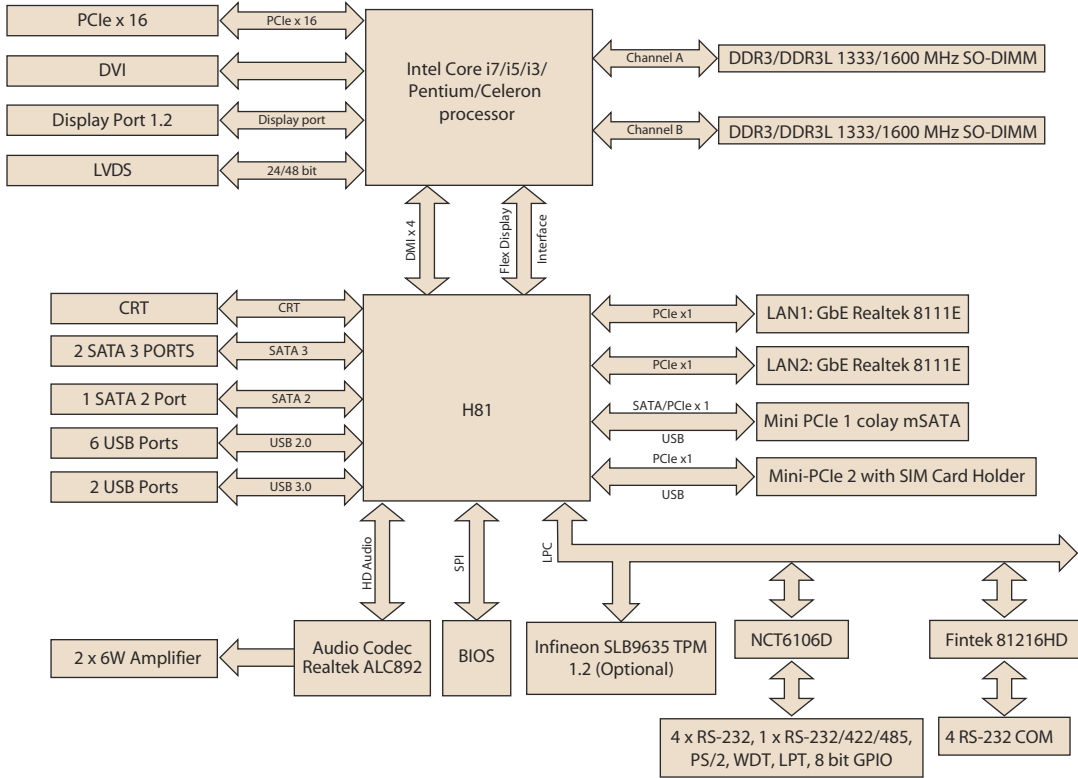 PCIe x 16
PCIe x 16
DVI
Display Port 1.2
Display port
LVDS
24/48 bit
Intel Core i7/i5/i3/
Pentium/Celeron
processor
Channel A
DDR3/DDR3L 1333/1600 MHz SO-DIMM
Channel B
DDR3/DDR3L 1333/1600 MHz SO-DIMM
DMI x 4
Flex Display
Interface
CRT
CRT
2 SATA 3 PORTS
SATA 3
1 SATA 2 Port
SATA 2
6 USB Ports
USB 2.0
2 USB Ports
USB 3.0
H81
PCIe x1
LAN1: GbE Realtek 8111E
PCIe x1
LAN2: GbE Realtek 8111E
SATA/PCIe x 1
USB
Mini PCIe 1 colay mSATA
PCIe x1
USB
Mini-PCIe 2 with SIM Card Holder
HD Audio
SPI
LPC
2 x 6W Amplifier
Audio Codec
Realtek ALC892
BIOS
Infineon SLB9635 TPM
1.2 (Optional)
NCT6106D
Fintek 81216HD
4 x RS-232, 1 x RS-232/422/485,
PS/2, WDT, LPT, 8 bit GPIO
4 RS-232 COM